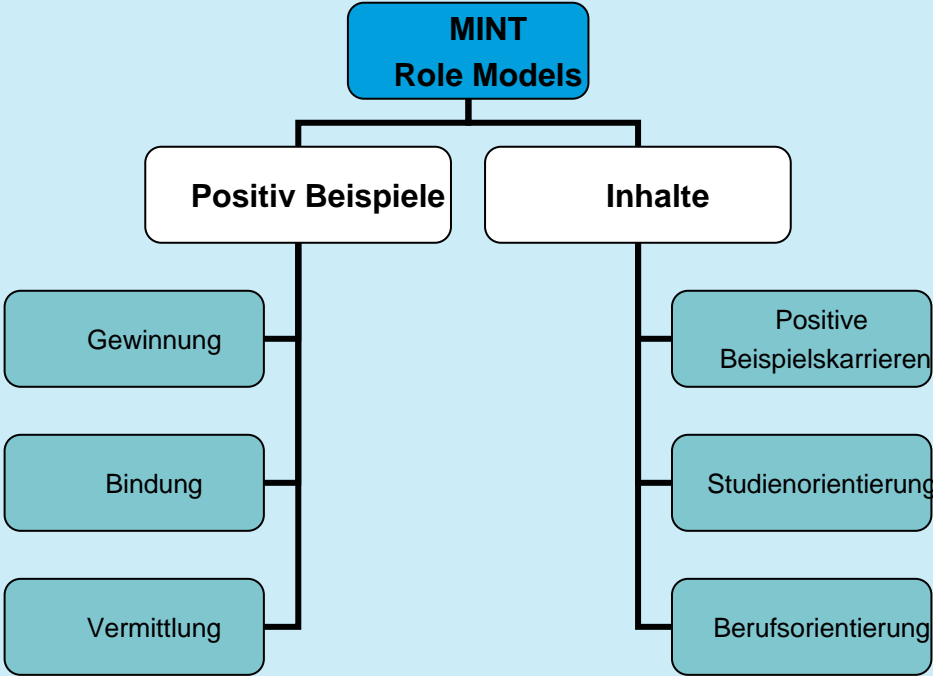 MINT
Role Models
Positiv Beispiele
Inhalte
Gewinnung
Positive
Beispielskarrieren
Bindung
Studienorientierung
Vermittlung
Berufsorientierung